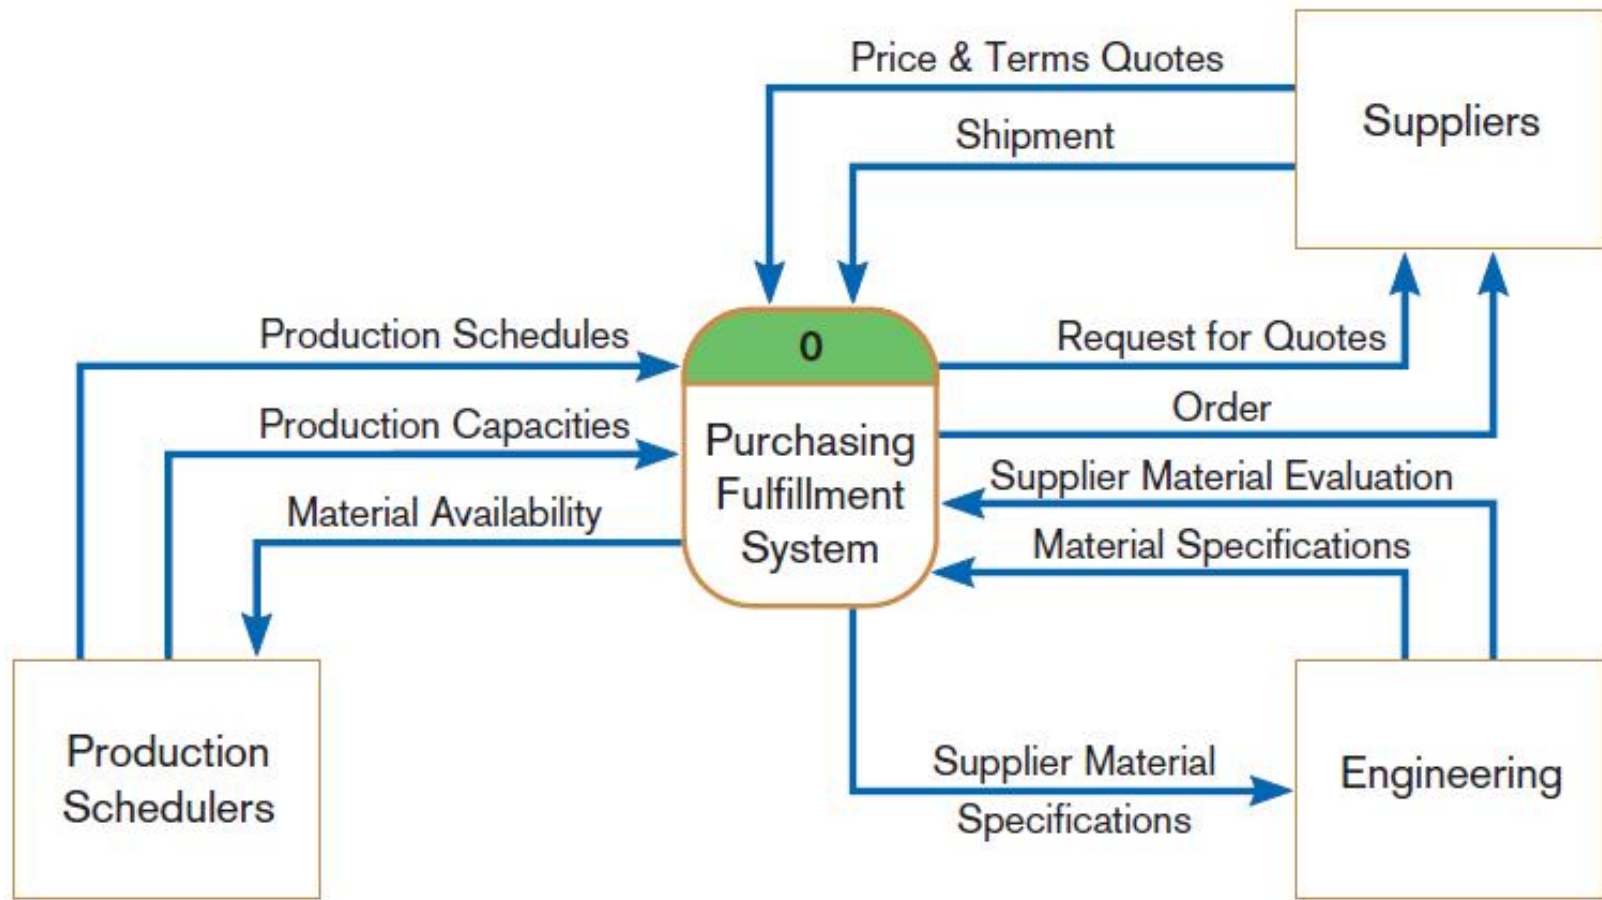 Price & Terms Quotes
Suppliers
Shipment
Production Schedules
0
Request for Quotes
Production Capacities
Order
Purchasing
Fulfillment
System
Supplier Material Evaluation
Material Availability
Material Specifications
Production
Schedulers
Supplier Material
Specifications
Engineering